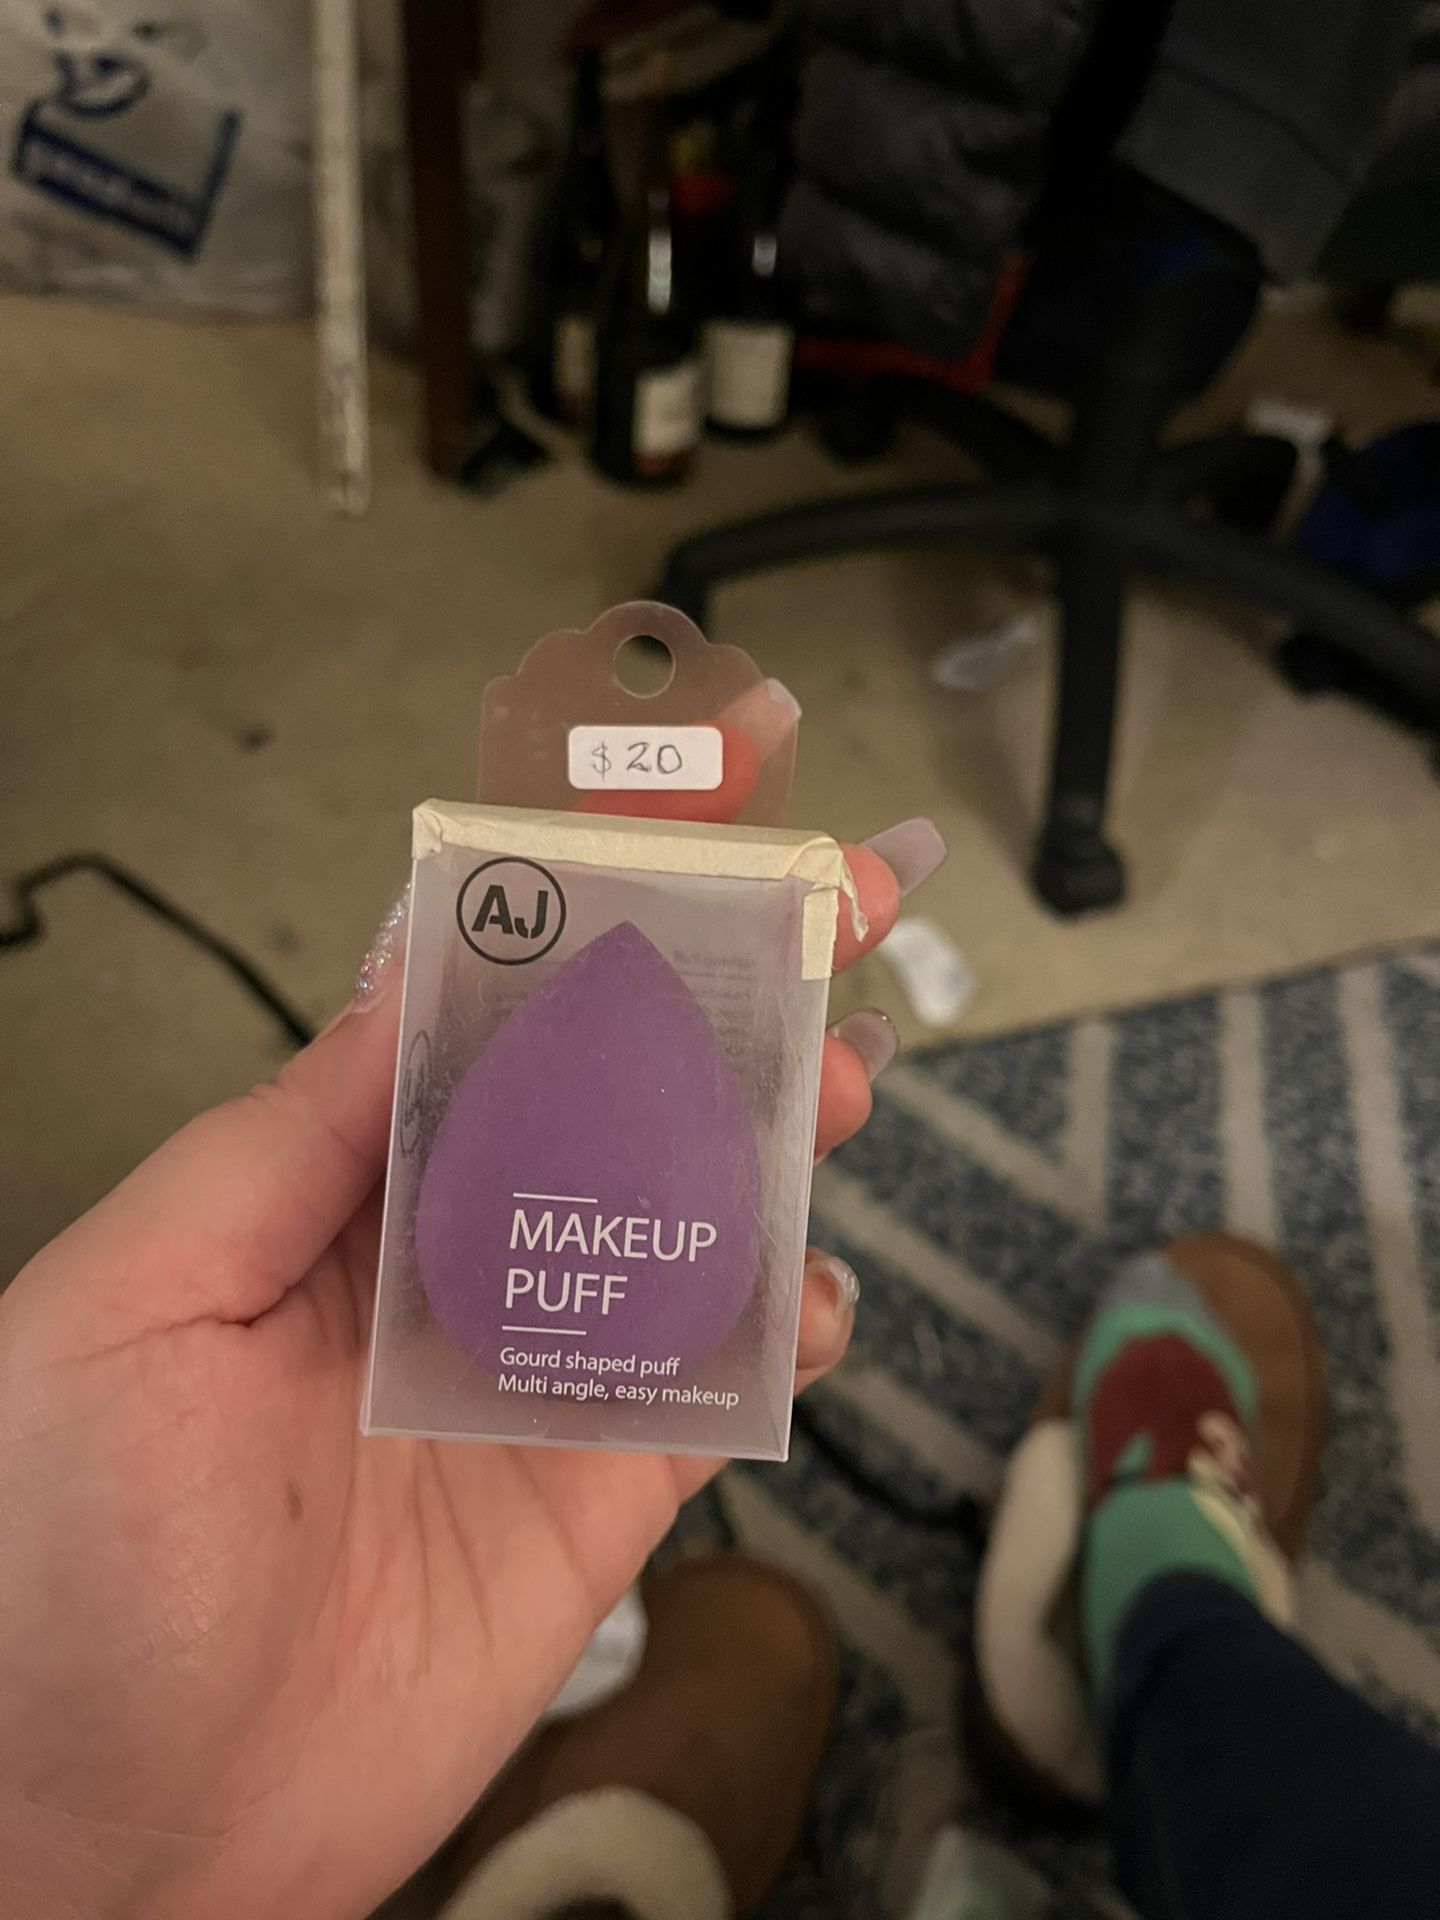 $20
AJ
MAKEUP
PUFF
Gourd shaped puff
Multi angle, easy makeup